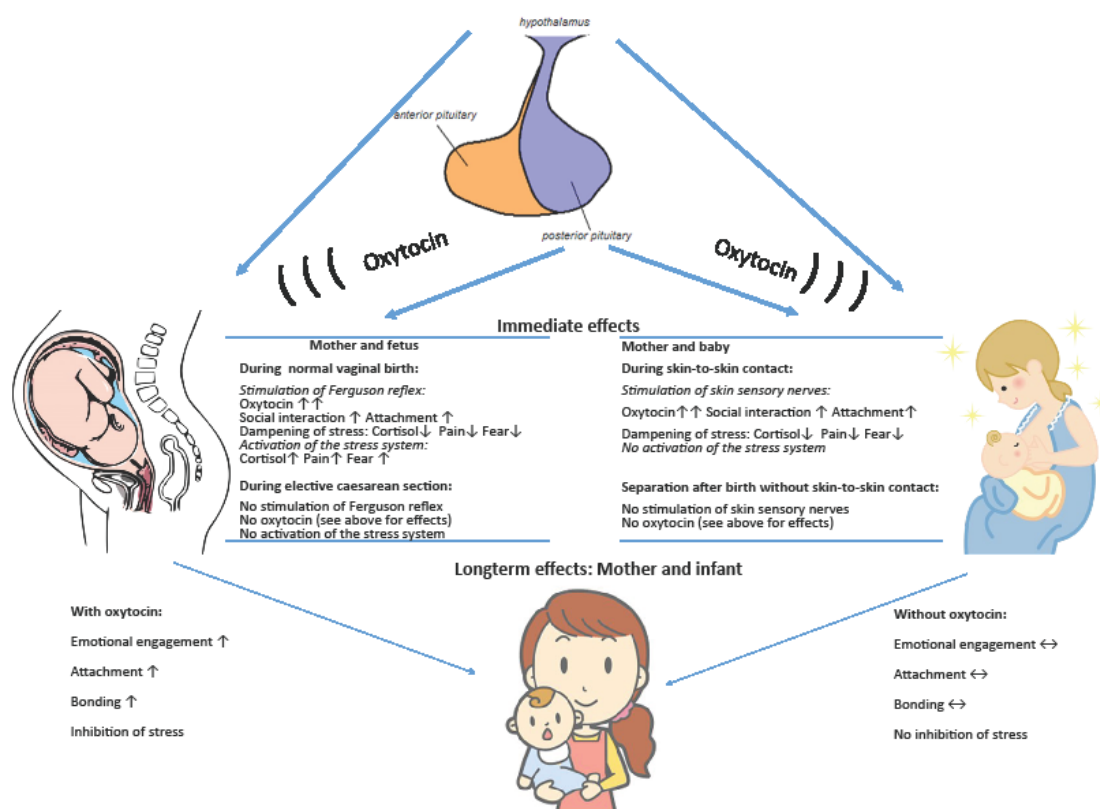 hypothalamus
anterior pituitary
posterior pituitary
Oxytocin
Oxytocin
Immediate effects
Mother and fetus
During normal vaginal birth:
Stimulation of Ferguson reflex:
Oxytocin ↑↑
Social interaction ↑ Attachment ↑
Dampening of stress: Cortisol↓ Pain↓ Fear↓
Activation of the stress system:
Cortisol↑ Pain↑ Fear ↑
During elective caesarean section:
No stimulation of Ferguson reflex
No oxytocin (see above for effects)
No activation of the stress system
Mother and baby
During skin-to-skin contact:
Stimulation of skin sensory nerves:
Oxytocin↑↑ Social interaction ↑ Attachment↑
Dampening of stress: Cortisol↓ Pain↓ Fear↓
No activation of the stress system
Separation after birth without skin-to-skin contact:
No stimulation of skin sensory nerves
No oxytocin (see above for effects)
Longterm effects: Mother and infant
With oxytocin:
Emotional engagement ↑
Attachment ↑
Bonding ↑
Inhibition of stress
Without oxytocin:
Emotional engagement ↔
Attachment ↔
Bonding ↔
No inhibition of stress